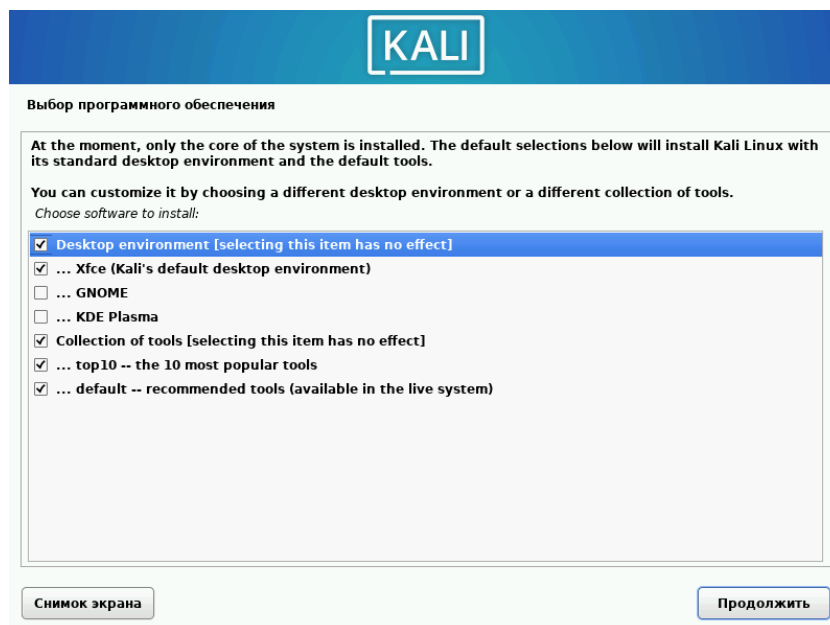 KALI
Выбор программного обеспечения
At the moment, only the core of the system is installed. The default selections below will install Kali Linux with
its standard desktop environment and the default tools.
You can customize it by choosing a different desktop environment or a different collection of tools.
Choose software to install:
Desktop environment [selecting this item has no effect]
... Xfce (Kali's default desktop environment)
... GNOME
... KDE Plasma
Collection of tools [selecting this item has no effect]
... top10 -- the 10 most popular tools
... default -- recommended tools (available in the live system)
Снимок экрана
Продолжить